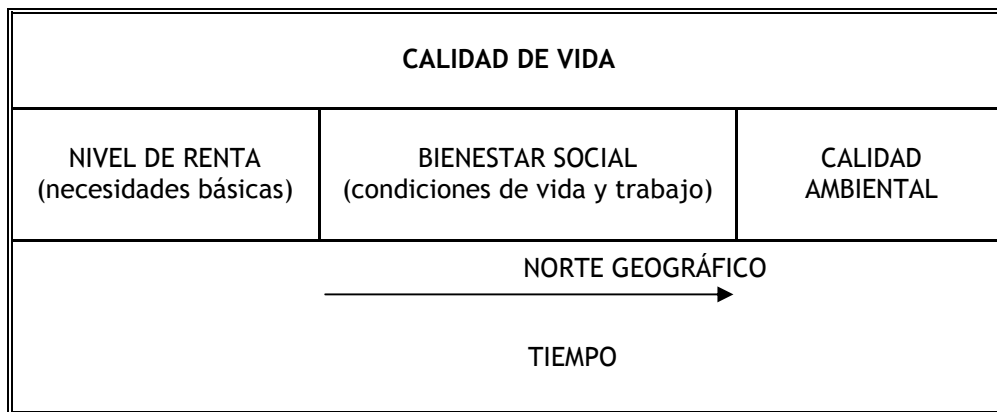 CALIDAD DE VIDA
NIVEL DE RENTA
(necesidades básicas)
BIENESTAR SOCIAL
(condiciones de vida y trabajo)
CALIDAD
AMBIENTAL
NORTE GEOGRÁFICO
TIEMPO